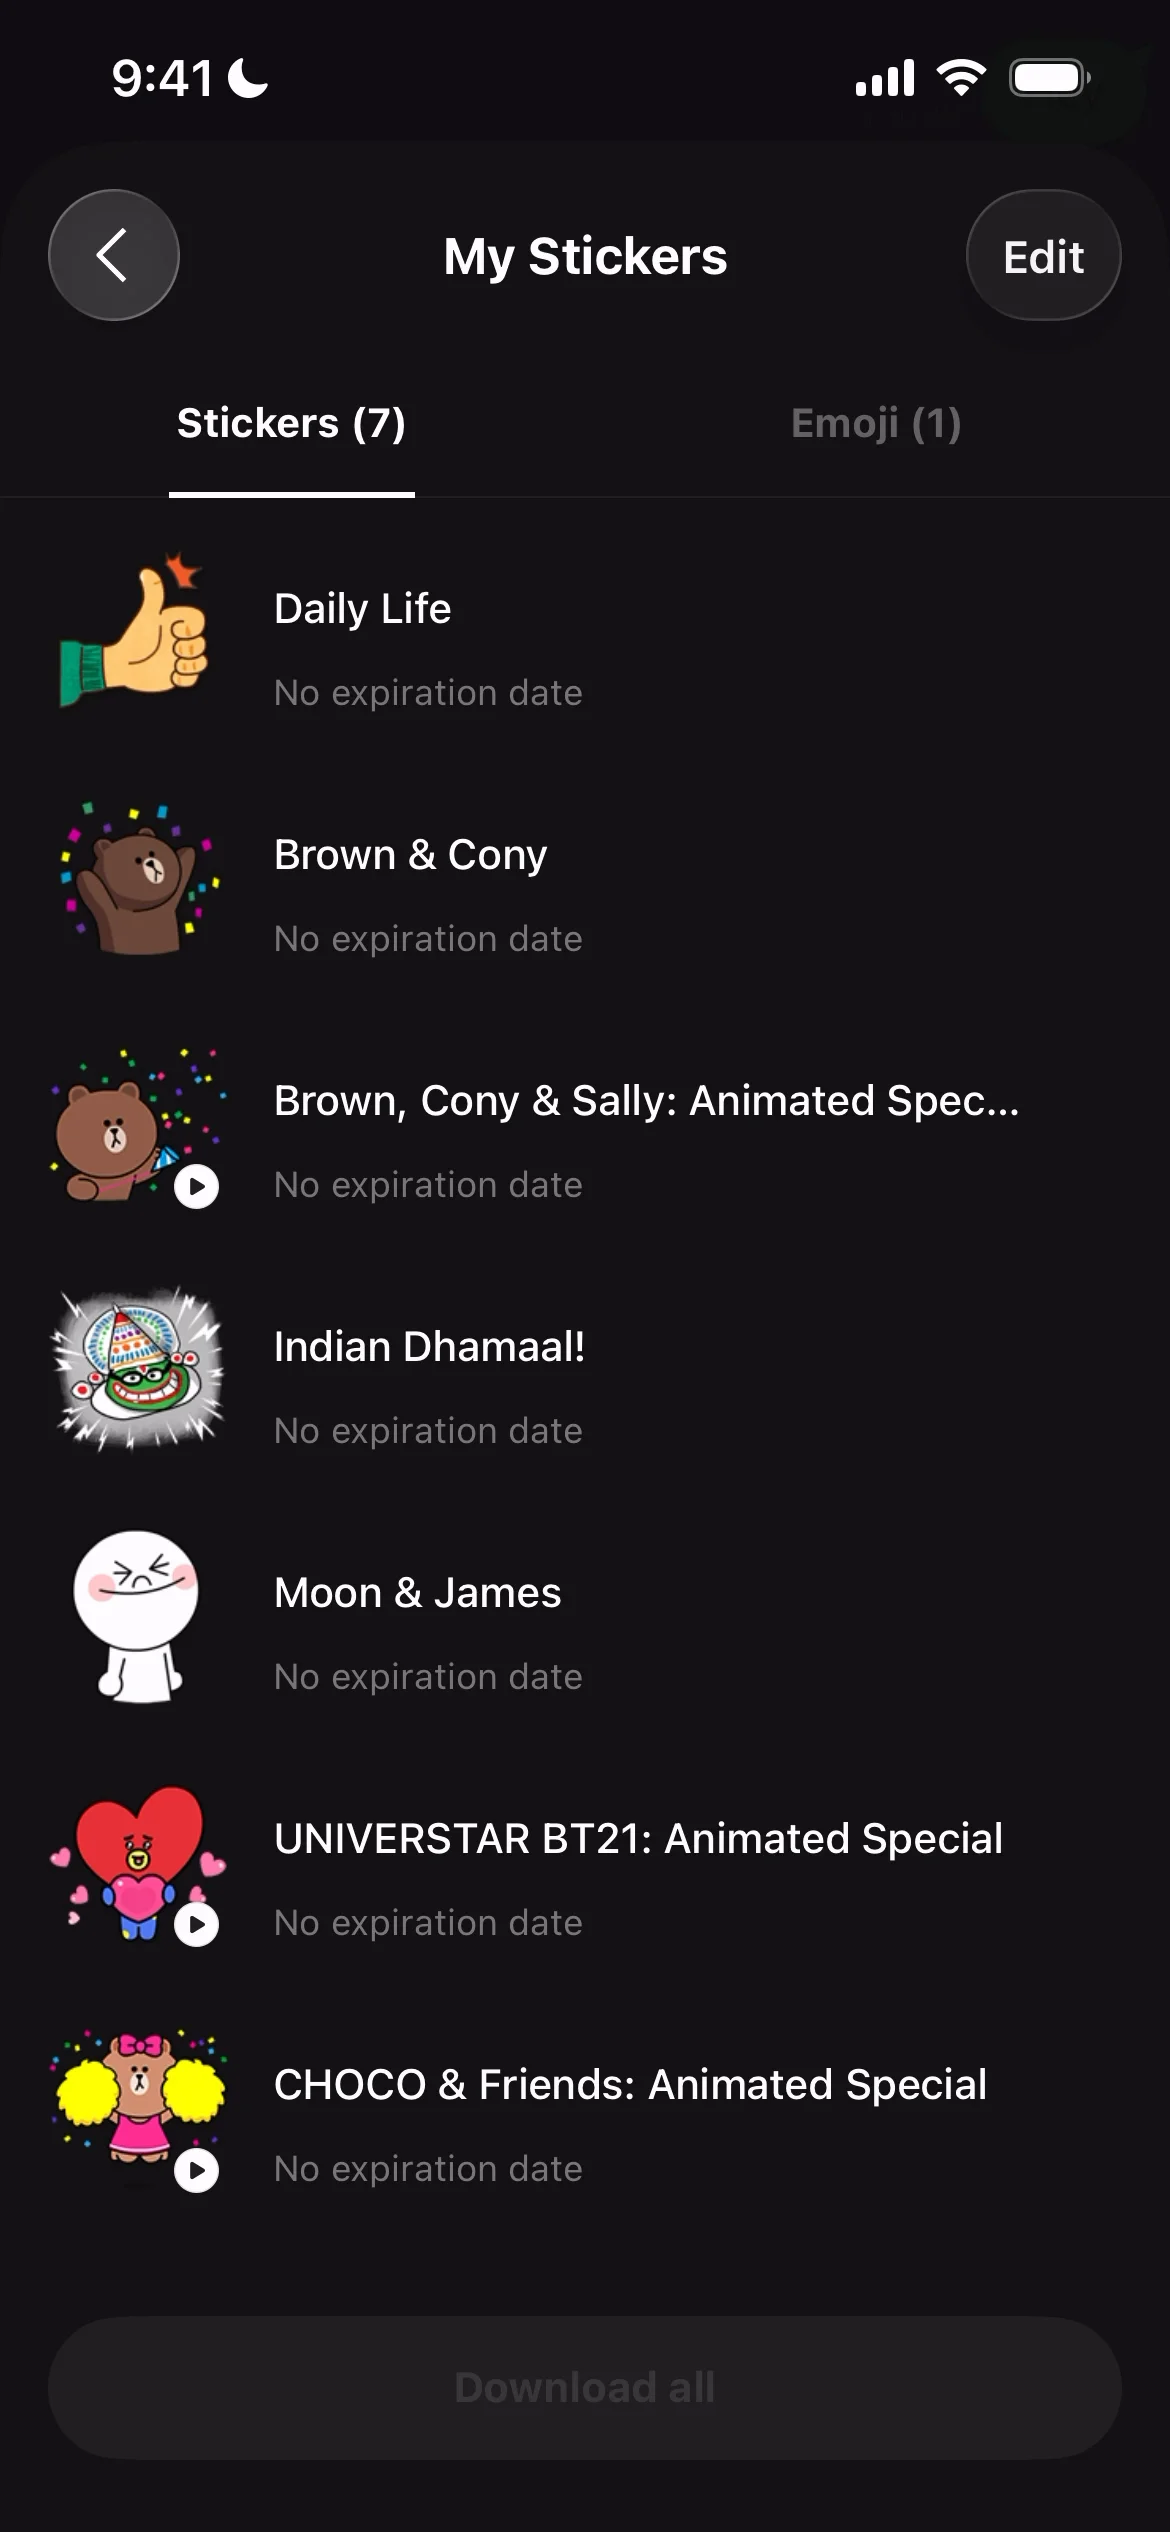 9:41
My Stickers
Edit
Stickers (7)
Emoji (1)
Daily Life
No expiration date
Brown & Cony
No expiration date
Brown, Cony & Sally: Animated Spec...
No expiration date
Indian Dhamaal!
No expiration date
Moon & James
No expiration date
UNIVERSTAR BT21: Animated Special
No expiration date
CHOCO & Friends: Animated Special
No expiration date
Download all